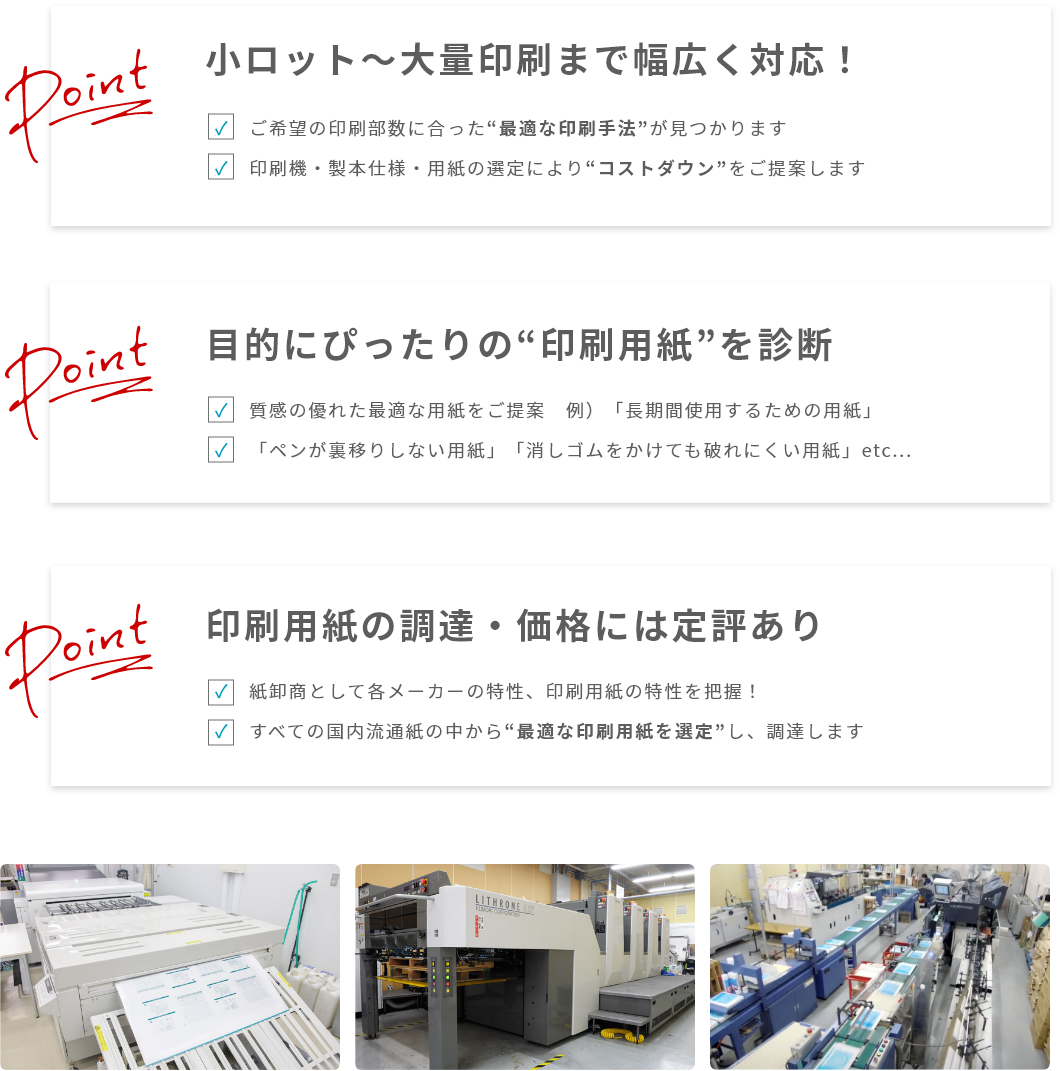 Point
小ロット～大量印刷まで幅広く対応！
ご希望の印刷部数に合った“最適な印刷手法”が見つかります
印刷機・製本仕様・用紙の選定により“コストダウン”をご提案します
Point
目的にぴったりの“印刷用紙”を診断
質感の優れた最適な用紙をご提案　例）「長期間使用するための用紙」
「ペンが裏移りしない用紙」「消しゴムをかけても破れにくい用紙」etc...
Point
印刷用紙の調達・価格には定評あり
紙卸商として各メーカーの特性、印刷用紙の特性を把握！
すべての国内流通紙の中から“最適な印刷用紙を選定”し、調達します
LITHRONE
KOMORI CORPORATION